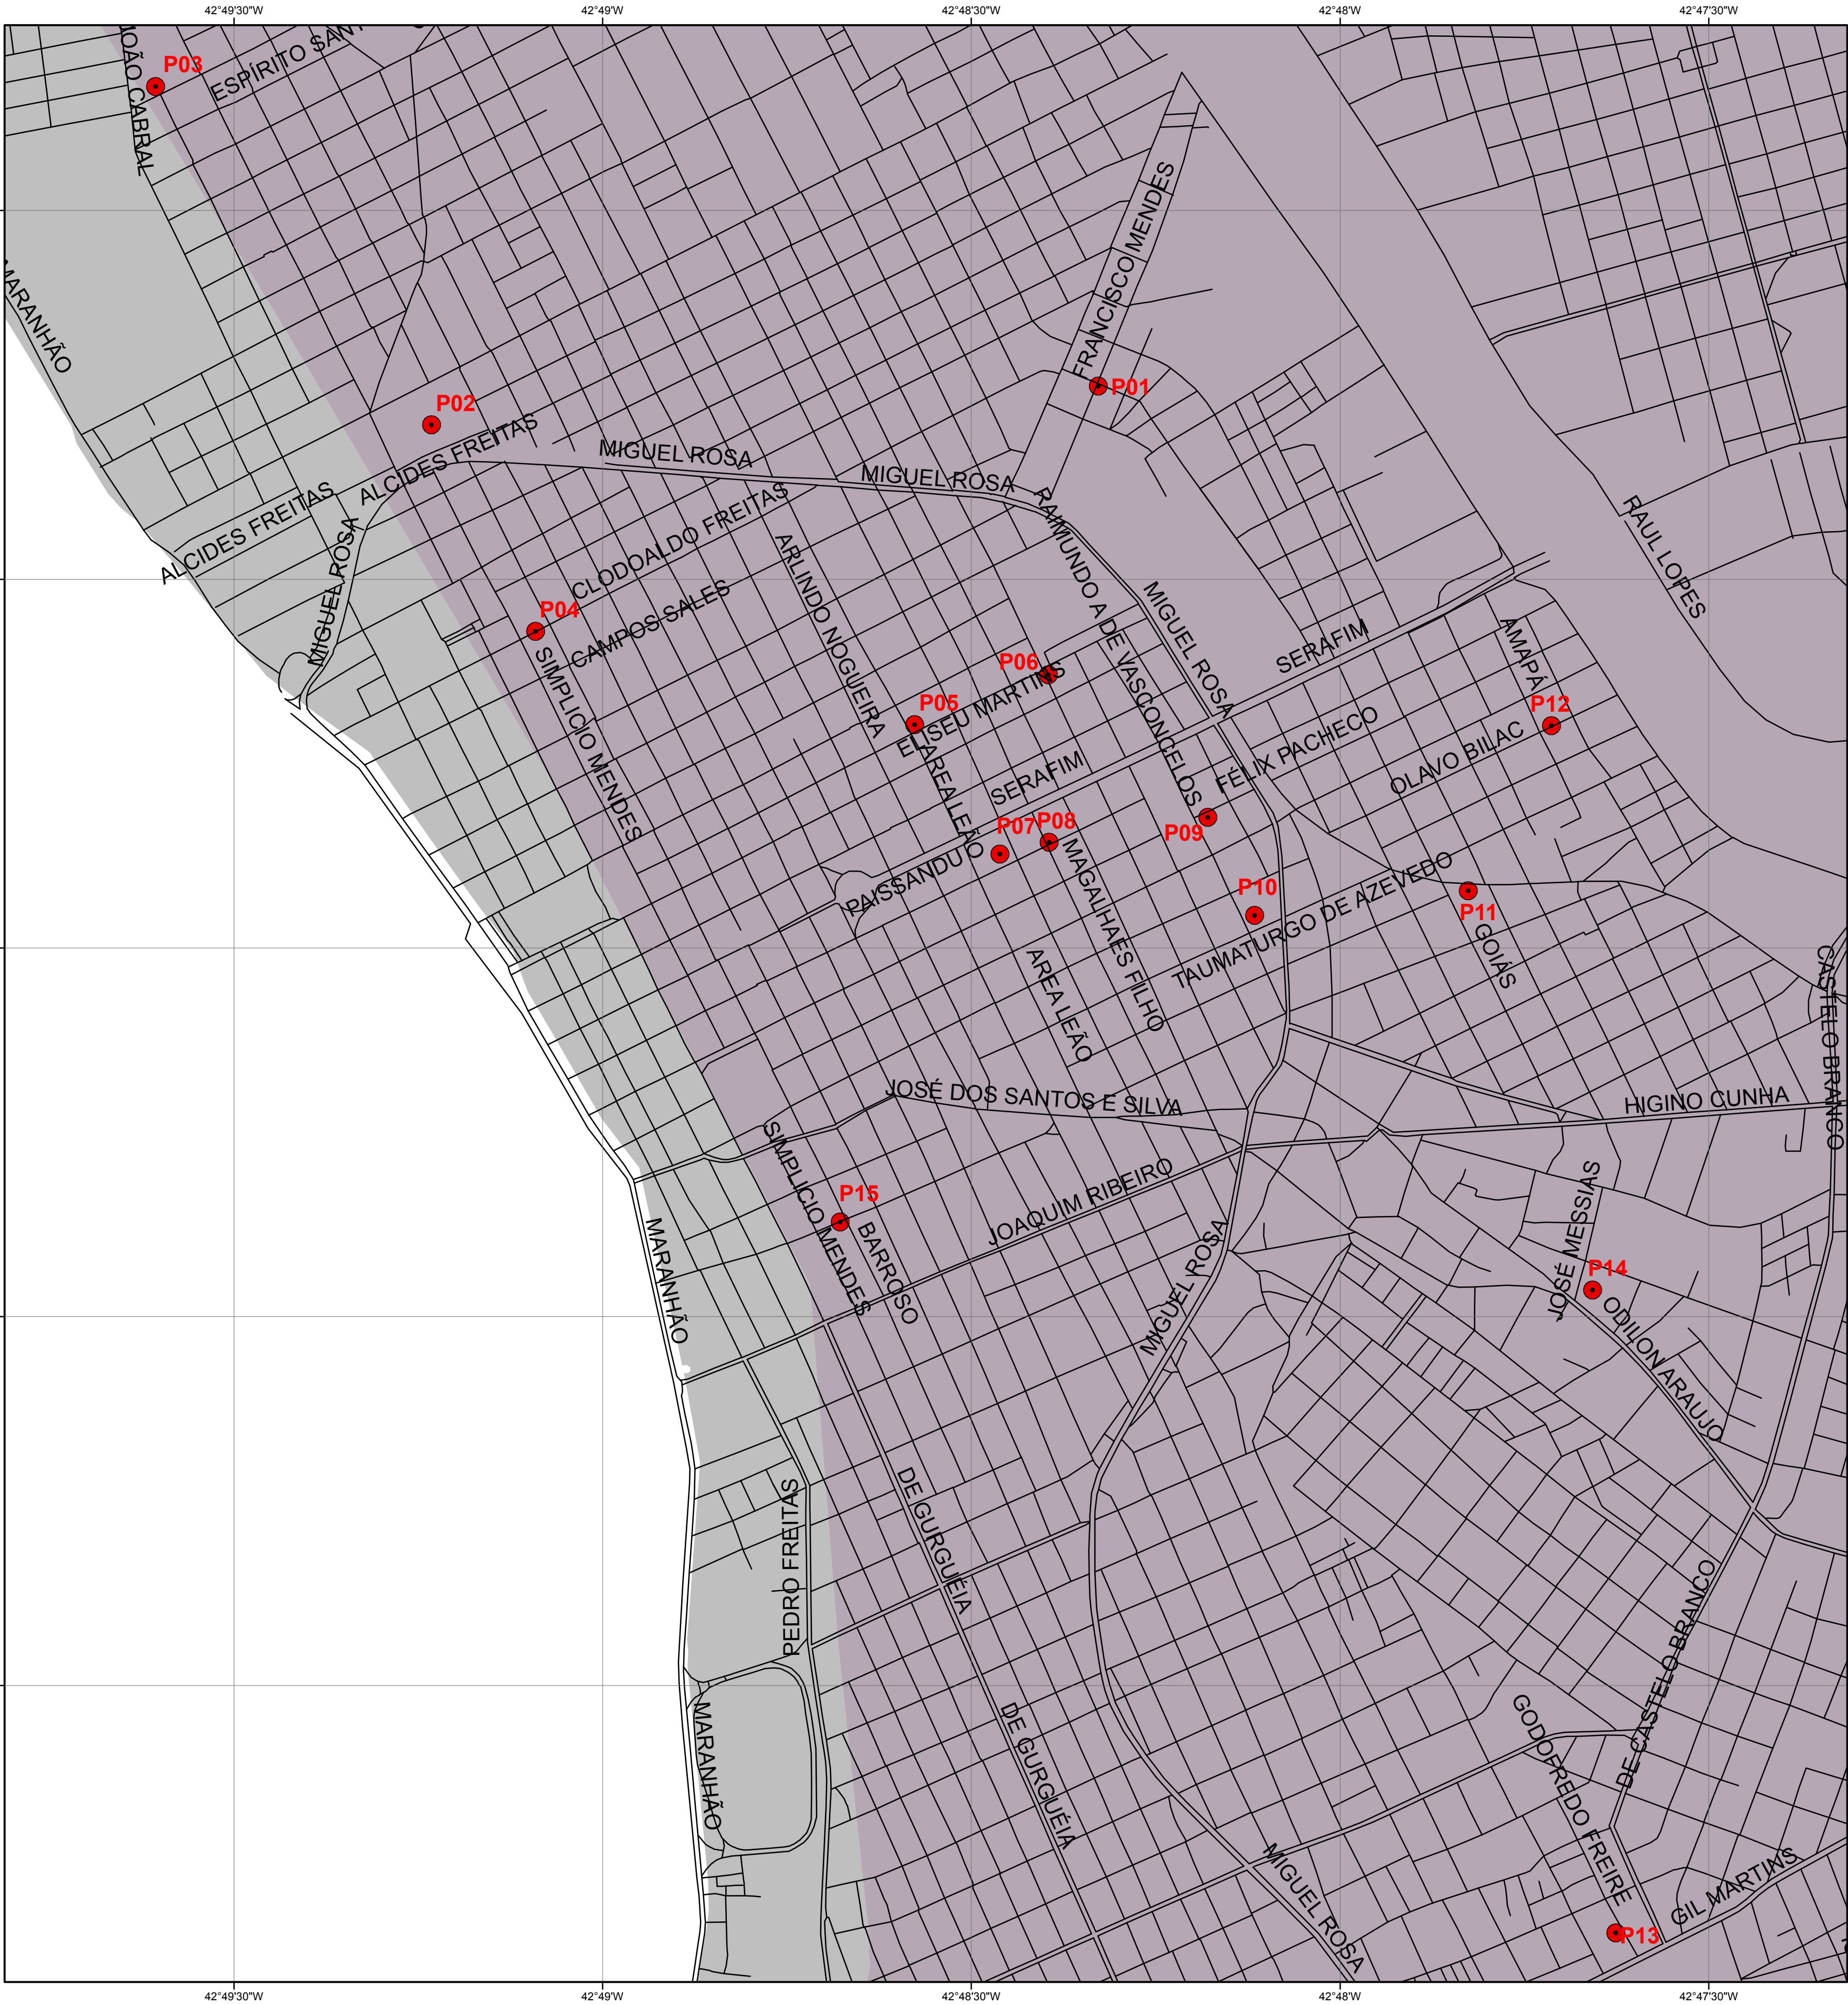 42°49'30"W
42°49'W
42°48'30"W
42°48'W
42°47'30"W
JOÃO CABRAL
P03
MARANHÃO
FRANCISCO MENDES
P01
P02
ALCIDES FREITAS
MIGUEL ROSA
MIGUEL ROSA
ALCIDES FREITAS
MIGUEL ROSA
CLODOALDO FREITAS
P04
CAMPOS SALES
SIMPLICIO MENDES
ARLINDO NOGUEIRA
RAIMUNDO A DE VASCONCELOS
MIGUEL ROSA
RAUL LOPES
SERAFIM
AMAPÁ
P06
P05
ELISEU MARTINS
P12
FÉLIX PACHECO
OLAVO BILAC
SERAFIM
AREA LEÃO
P07
P08
P09
PAISSANDU
MAGALHAES FILHO
P10
TAUMATURGO DE AZEVEDO
P11
GOIÁS
AREA LEÃO
CASTELO BRANCO
JOSÉ DOS SANTOS E SILVA
HIGINO CUNHA
SIMPLICIO MENDES
P15
BARROSO
JOAQUIM RIBEIRO
MARANHÃO
MIGUEL ROSA
JOSÉ MESSIAS
P14
ODILON ARAUJO
DE GURGUÉIA
PEDRO FREITAS
DE CASTELO BRANCO
MARANHÃO
DE GURGUÉIA
GODOFREDO FREIRE
MIGUEL ROSA
GIL MARTINS
P13
42°49'30"W
42°49'W
42°48'30"W
42°48'W
42°47'30"W